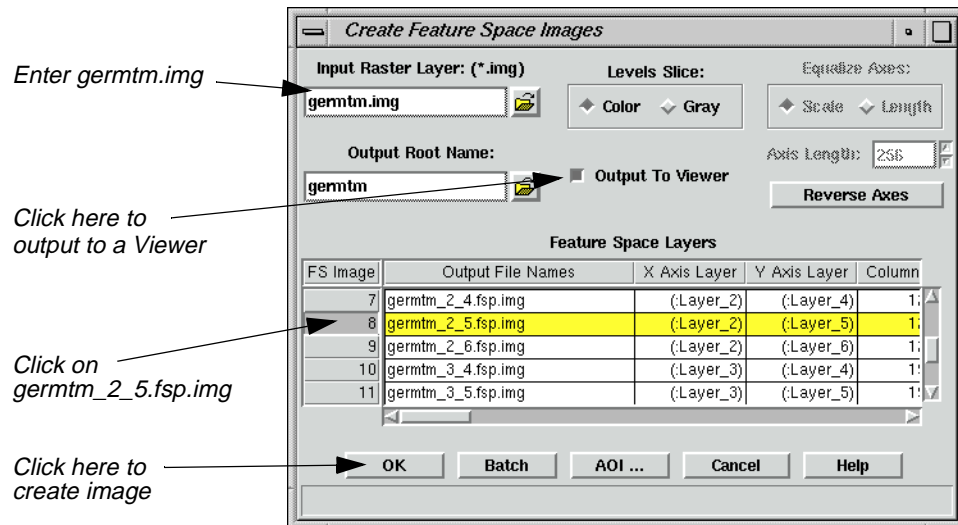 Create Feature Space Images
Enter germtm.img
Input Raster Layer: (*.img)
Levels Slice:
Equalize Axes:
germtm.img
Color
Gray
Scale
Length
Output Root Name:
Axis Length:
256
germtm
Output To Viewer
Reverse Axes
Click here to
output to a Viewer
Feature Space Layers
FS Image Output File Names X Axis Layer Y Axis Layer Column
7 germtm_2_4.fsp.img (:Layer_2) (:Layer_4)
8 germtm_2_5.fsp.img (:Layer_2) (:Layer_5)
9 germtm_2_6.fsp.img (:Layer_2) (:Layer_6)
10 germtm_3_4.fsp.img (:Layer_3) (:Layer_4)
11 germtm_3_5.fsp.img (:Layer_3) (:Layer_5)
Click on
germtm_2_5.fsp.img
Click here to
create image
OK Batch AOI ... Cancel Help